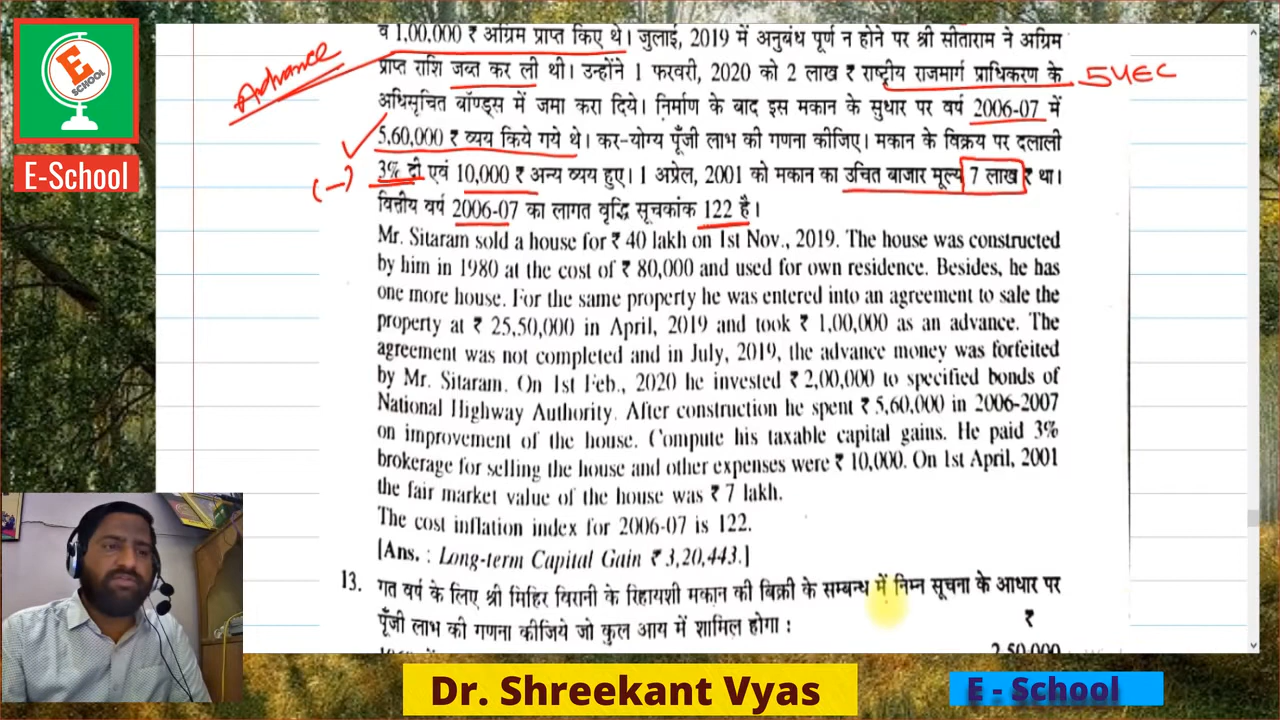 E
SCHOOL
E-School
Advance
व 1,00,000 ₹ अग्रिम प्राप्त किए थे। जुलाई, 2019 में अनुबंध पूर्ण न होने पर श्री सीताराम ने अग्रिम
प्राप्त राशि जब्त कर ली थी। उन्होंने 1 फरवरी, 2020 को 2 लाख ₹ राष्ट्रीय राजमार्ग प्राधिकरण के 54EC
अधिसूचित बॉण्ड्स में जमा करा दिये। निर्माण के बाद इस मकान के सुधार पर वर्ष 2006-07 में
5,60,000 ₹ व्यय किये गये थे। कर-योग्य पूँजी लाभ की गणना कीजिए। मकान के विक्रय पर दलाली
(-) 3% दी एवं 10,000 ₹ अन्य व्यय हुए। 1 अप्रेल, 2001 को मकान का उचित बाजार मूल्य 7 लाख ₹ था।
वित्तीय वर्ष 2006-07 का लागत वृद्धि सूचकांक 122 है।
Mr. Sitaram sold a house for ₹ 40 lakh on 1st Nov., 2019. The house was constructed
by him in 1980 at the cost of ₹ 80,000 and used for own residence. Besides, he has
one more house. For the same property he was entered into an agreement to sale the
property at ₹ 25,50,000 in April, 2019 and took ₹ 1,00,000 as an advance. The
agreement was not completed and in July, 2019, the advance money was forfeited
by Mr. Sitaram. On 1st Feb., 2020 he invested ₹ 2,00,000 to specified bonds of
National Highway Authority. After construction he spent ₹ 5,60,000 in 2006-2007
on improvement of the house. Compute his taxable capital gains. He paid 3%
brokerage for selling the house and other expenses were ₹ 10,000. On 1st April, 2001
the fair market value of the house was ₹ 7 lakh.
The cost inflation index for 2006-07 is 122.
[Ans. : Long-term Capital Gain ₹ 3,20,443.]
13. गत वर्ष के लिए श्री मिहिर विरानी के रिहायशी मकान की बिक्री के सम्बन्ध में निम्न सूचना के आधार पर
पूँजी लाभ की गणना कीजिये जो कुल आय में शामिल होगा :
₹
2,50,000
Dr. Shreekant Vyas
E - School